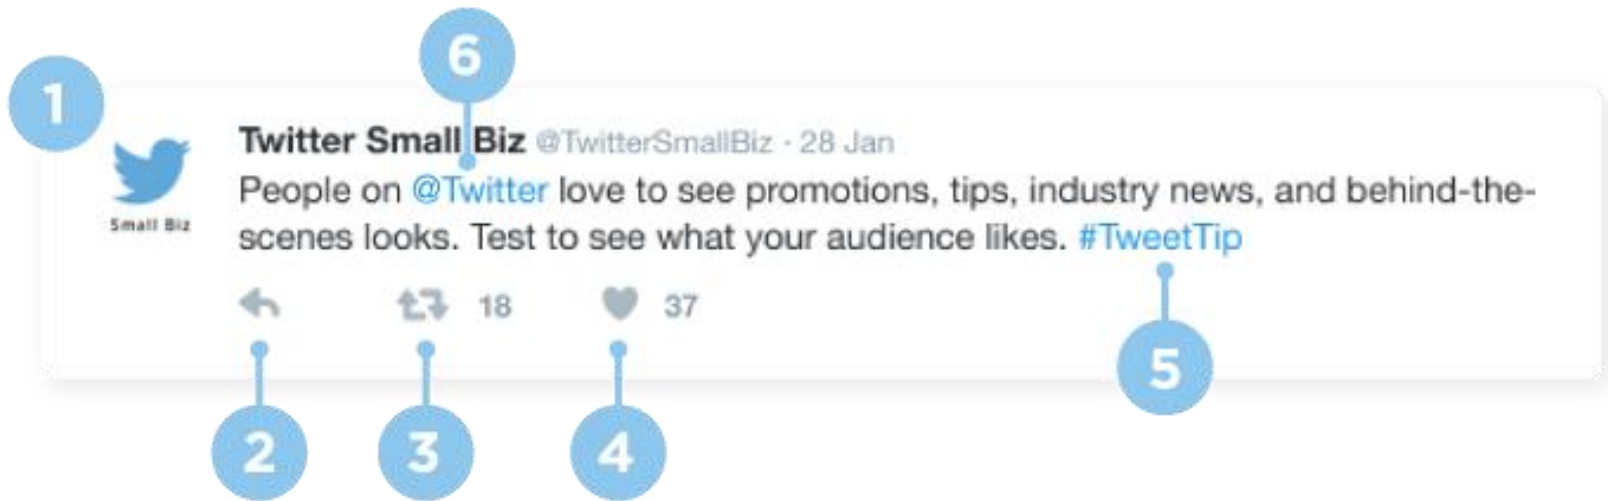 6
1
Twitter Small Biz @TwitterSmallBiz · 28 Jan
People on @Twitter love to see promotions, tips, industry news, and behind-the-
scenes looks. Test to see what your audience likes. #TweetTip
Small Biz
18 37
5
2 3 4